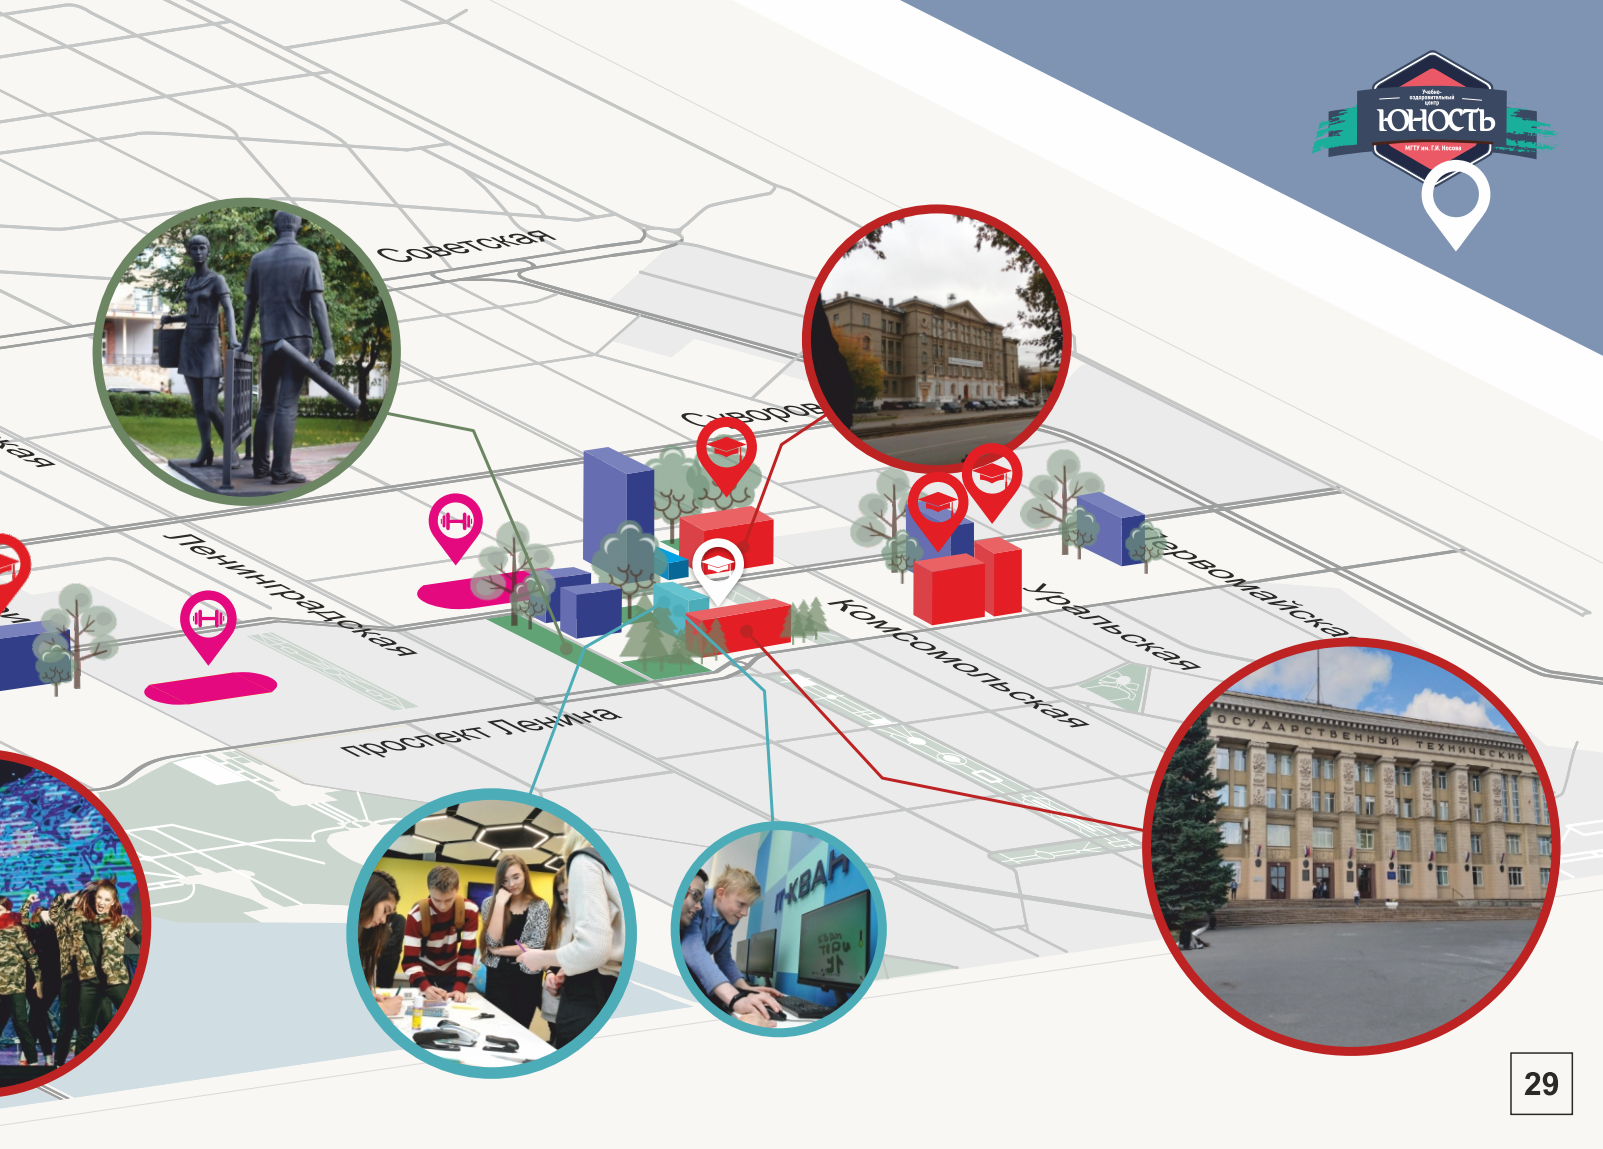 Учебно-
оздоровительный
центр
ЮНОСТЬ
МГТУ им. Г.И. Носова
Советская
Суворов
Ленинградская
Первомайская
Уральская
Комсомольская
проспект Ленина
ОСУДАРСТВЕННЫЙ ТЕХНИЧЕСКИЙ
IT-КВАН
29